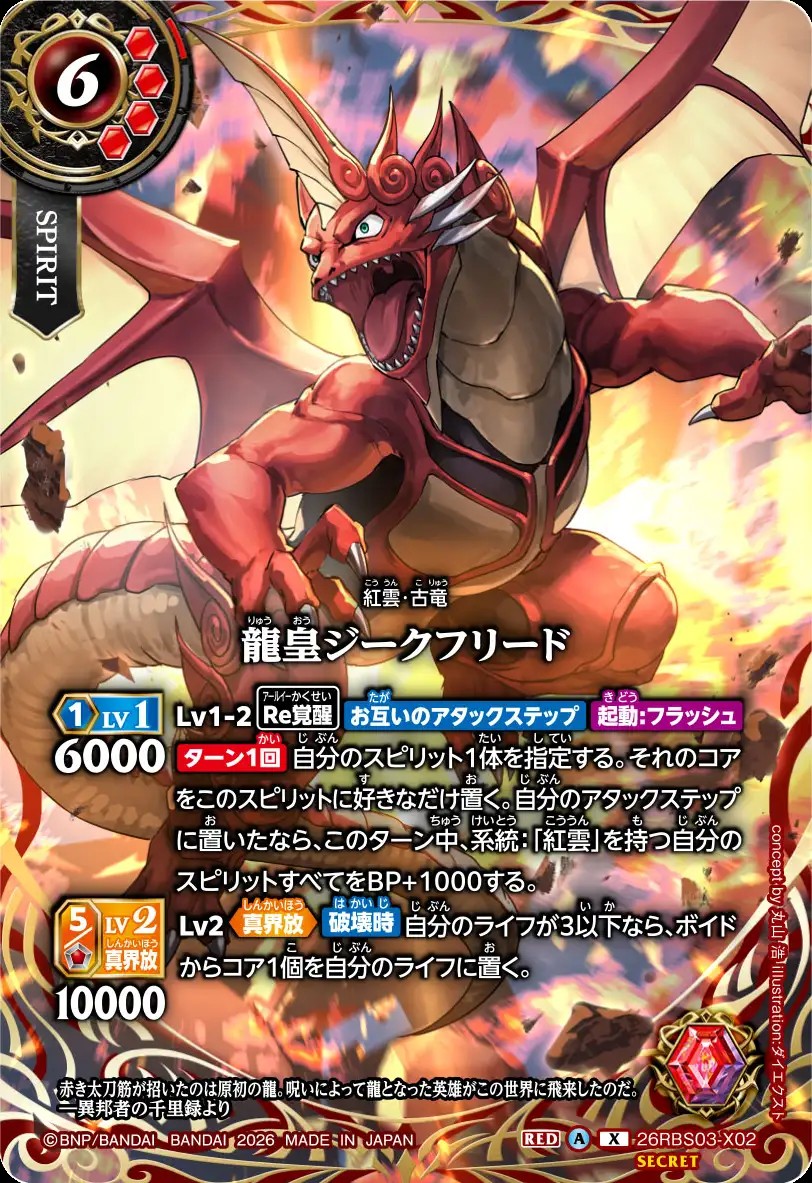 6
SPIRIT
紅雲・古竜
龍皇ジークフリード
1 LV1
6000
Lv1-2 Re覚醒 お互いのアタックステップ 起動:フラッシュ
ターン1回 自分のスピリット1体を指定する。それのコア
をこのスピリットに好きなだけ置く。自分のアタックステップ
に置いたなら、このターン中、系統:「紅雲」を持つ自分の
スピリットすべてをBP+1000する。
5 LV2
真界放
10000
Lv2 真界放 破壊時 自分のライフが3以下なら、ボイド
からコア1個を自分のライフに置く。
concept by 丸山 浩 illustration:ダイエクスト
赤き太刀筋が招いたのは原初の龍。呪いによって龍となった英雄がこの世界に飛来したのだ。
―異邦者の千里録より
©BNP/BANDAI BANDAI 2026 MADE IN JAPAN
RED A X 26RBS03-X02
SECRET